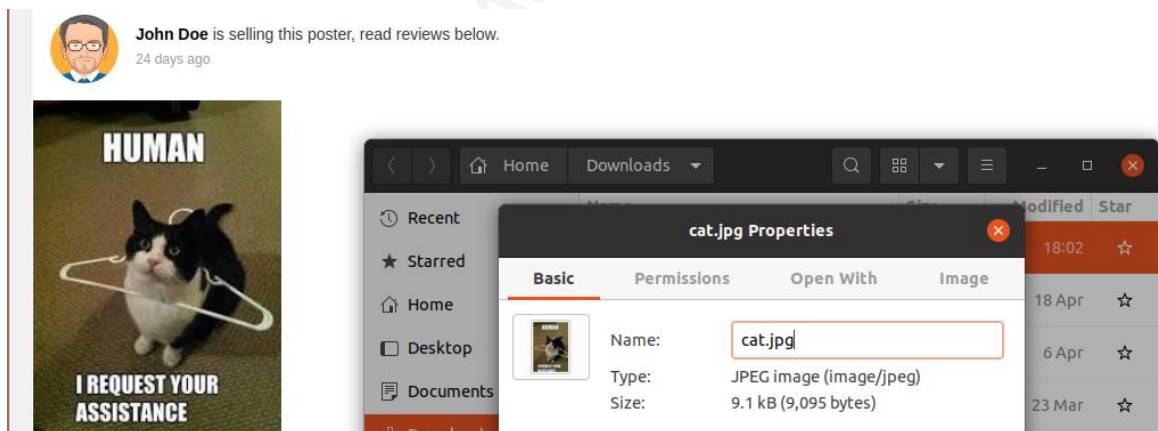 John Doe is selling this poster, read reviews below.
24 days ago
HUMAN
I REQUEST YOUR
ASSISTANCE
Home Downloads
Modified Star
Recent
Starred
Home
Desktop
Documents
18:02
18 Apr
6 Apr
23 Mar
cat.jpg Properties
Basic Permissions Open With Image
HUMAN
Name: cat.jpg
Type: JPEG image (image/jpeg)
Size: 9.1 kB (9,095 bytes)